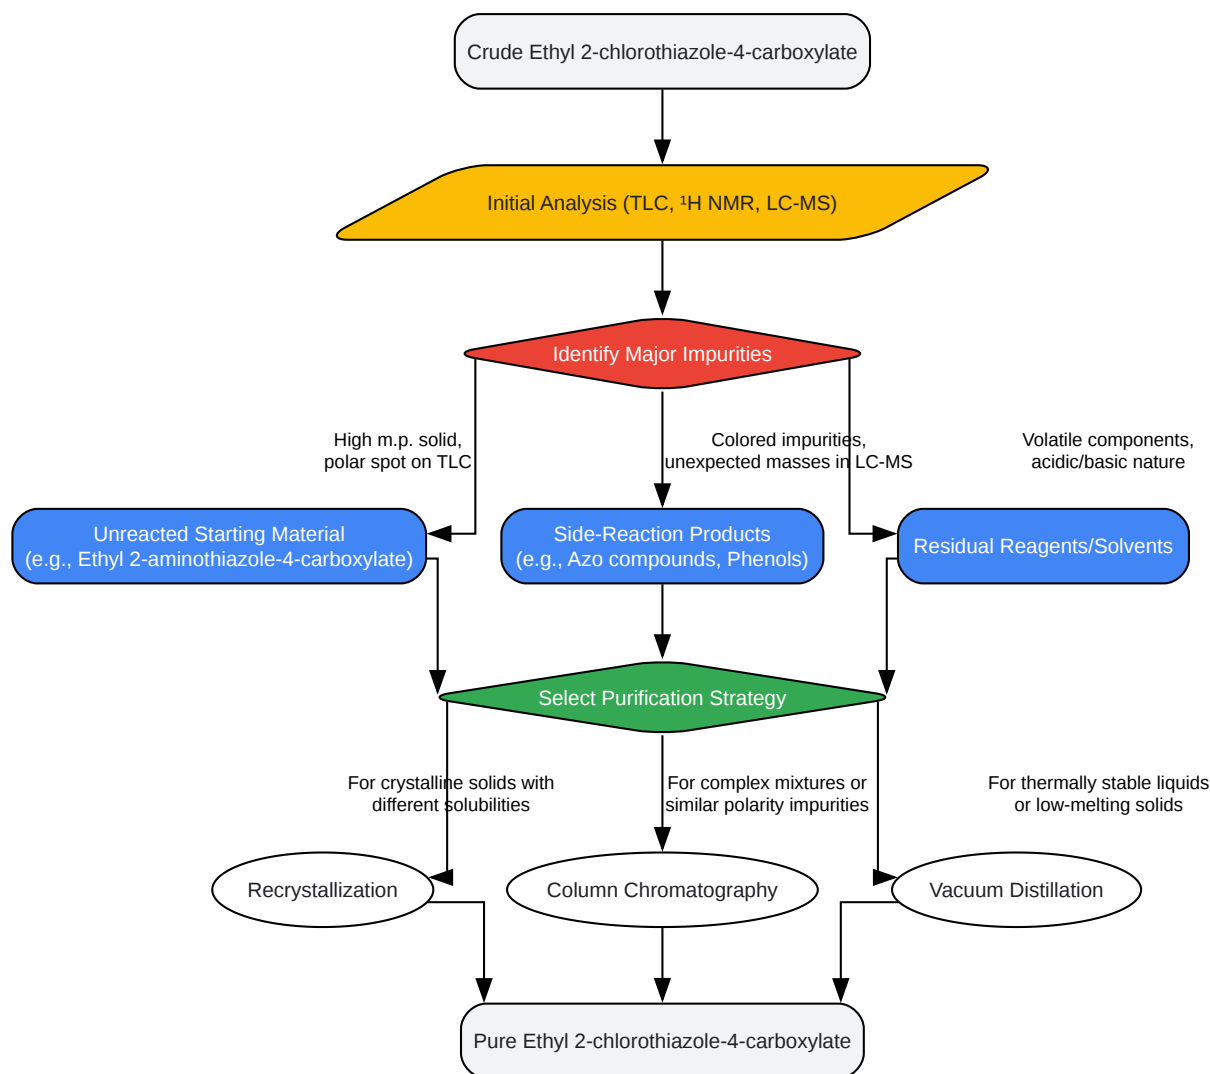 Crude Ethyl 2-chlorothiazole-4-carboxylate
Initial Analysis (TLC, ¹H NMR, LC-MS)
Identify Major Impurities
High m.p. solid,
polar spot on TLC
Colored impurities,
unexpected masses in LC-MS
Volatile components,
acidic/basic nature
Unreacted Starting Material
(e.g., Ethyl 2-aminothiazole-4-carboxylate)
Side-Reaction Products
(e.g., Azo compounds, Phenols)
Residual Reagents/Solvents
Select Purification Strategy
For crystalline solids with
different solubilities
For complex mixtures or
similar polarity impurities
For thermally stable liquids
or low-melting solids
Recrystallization
Column Chromatography
Vacuum Distillation
Pure Ethyl 2-chlorothiazole-4-carboxylate